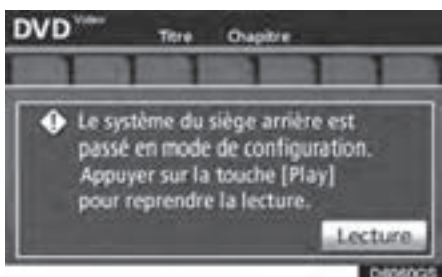 DVD Video
Titre Chapitre
Le système du siège arrière est
passé en mode de configuration.
Appuyer sur la touche [Play]
pour reprendre la lecture.
Lecture